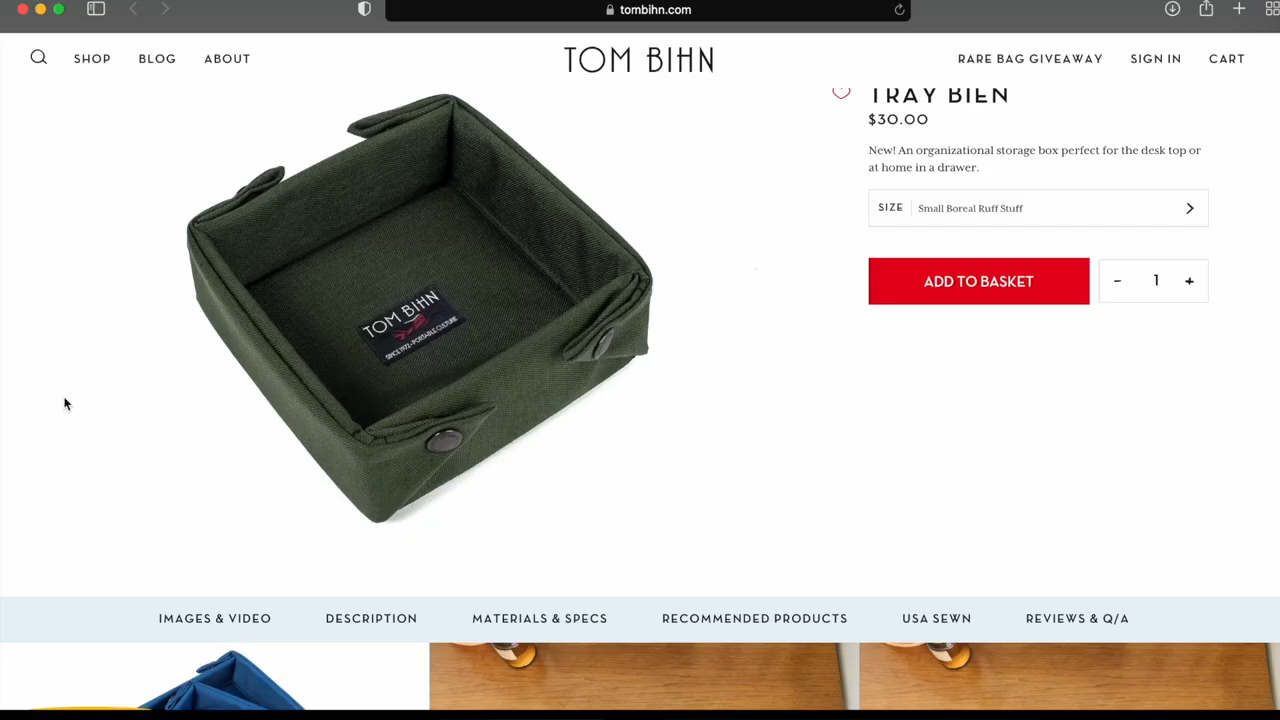 tombihn.com
SHOP BLOG ABOUT
TOM BIHN
RARE BAG GIVEAWAY SIGN IN CART
TRAY BIEN
$30.00
New! An organizational storage box perfect for the desk top or
at home in a drawer.
SIZE Small Boreal Ruff Stuff
ADD TO BASKET
- 1 +
TOM BIHN
SINCE 1972 • PORTABLE CULTURE
IMAGES & VIDEO DESCRIPTION MATERIALS & SPECS RECOMMENDED PRODUCTS USA SEWN REVIEWS & Q/A